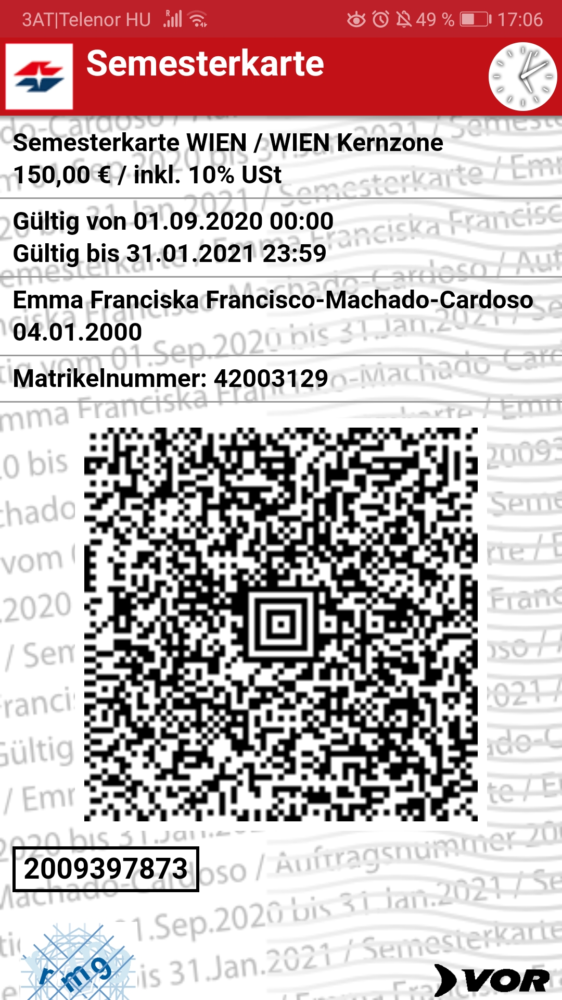 3AT|Telenor HU
49 %
17:06
Semesterkarte
Semesterkarte WIEN / WIEN Kernzone
150,00 € / inkl. 10% USt
Gültig von 01.09.2020 00:00
Gültig bis 31.01.2021 23:59
Emma Franciska Francisco-Machado-Cardoso
04.01.2000
Matrikelnummer: 42003129
2009397873
rmg
VOR